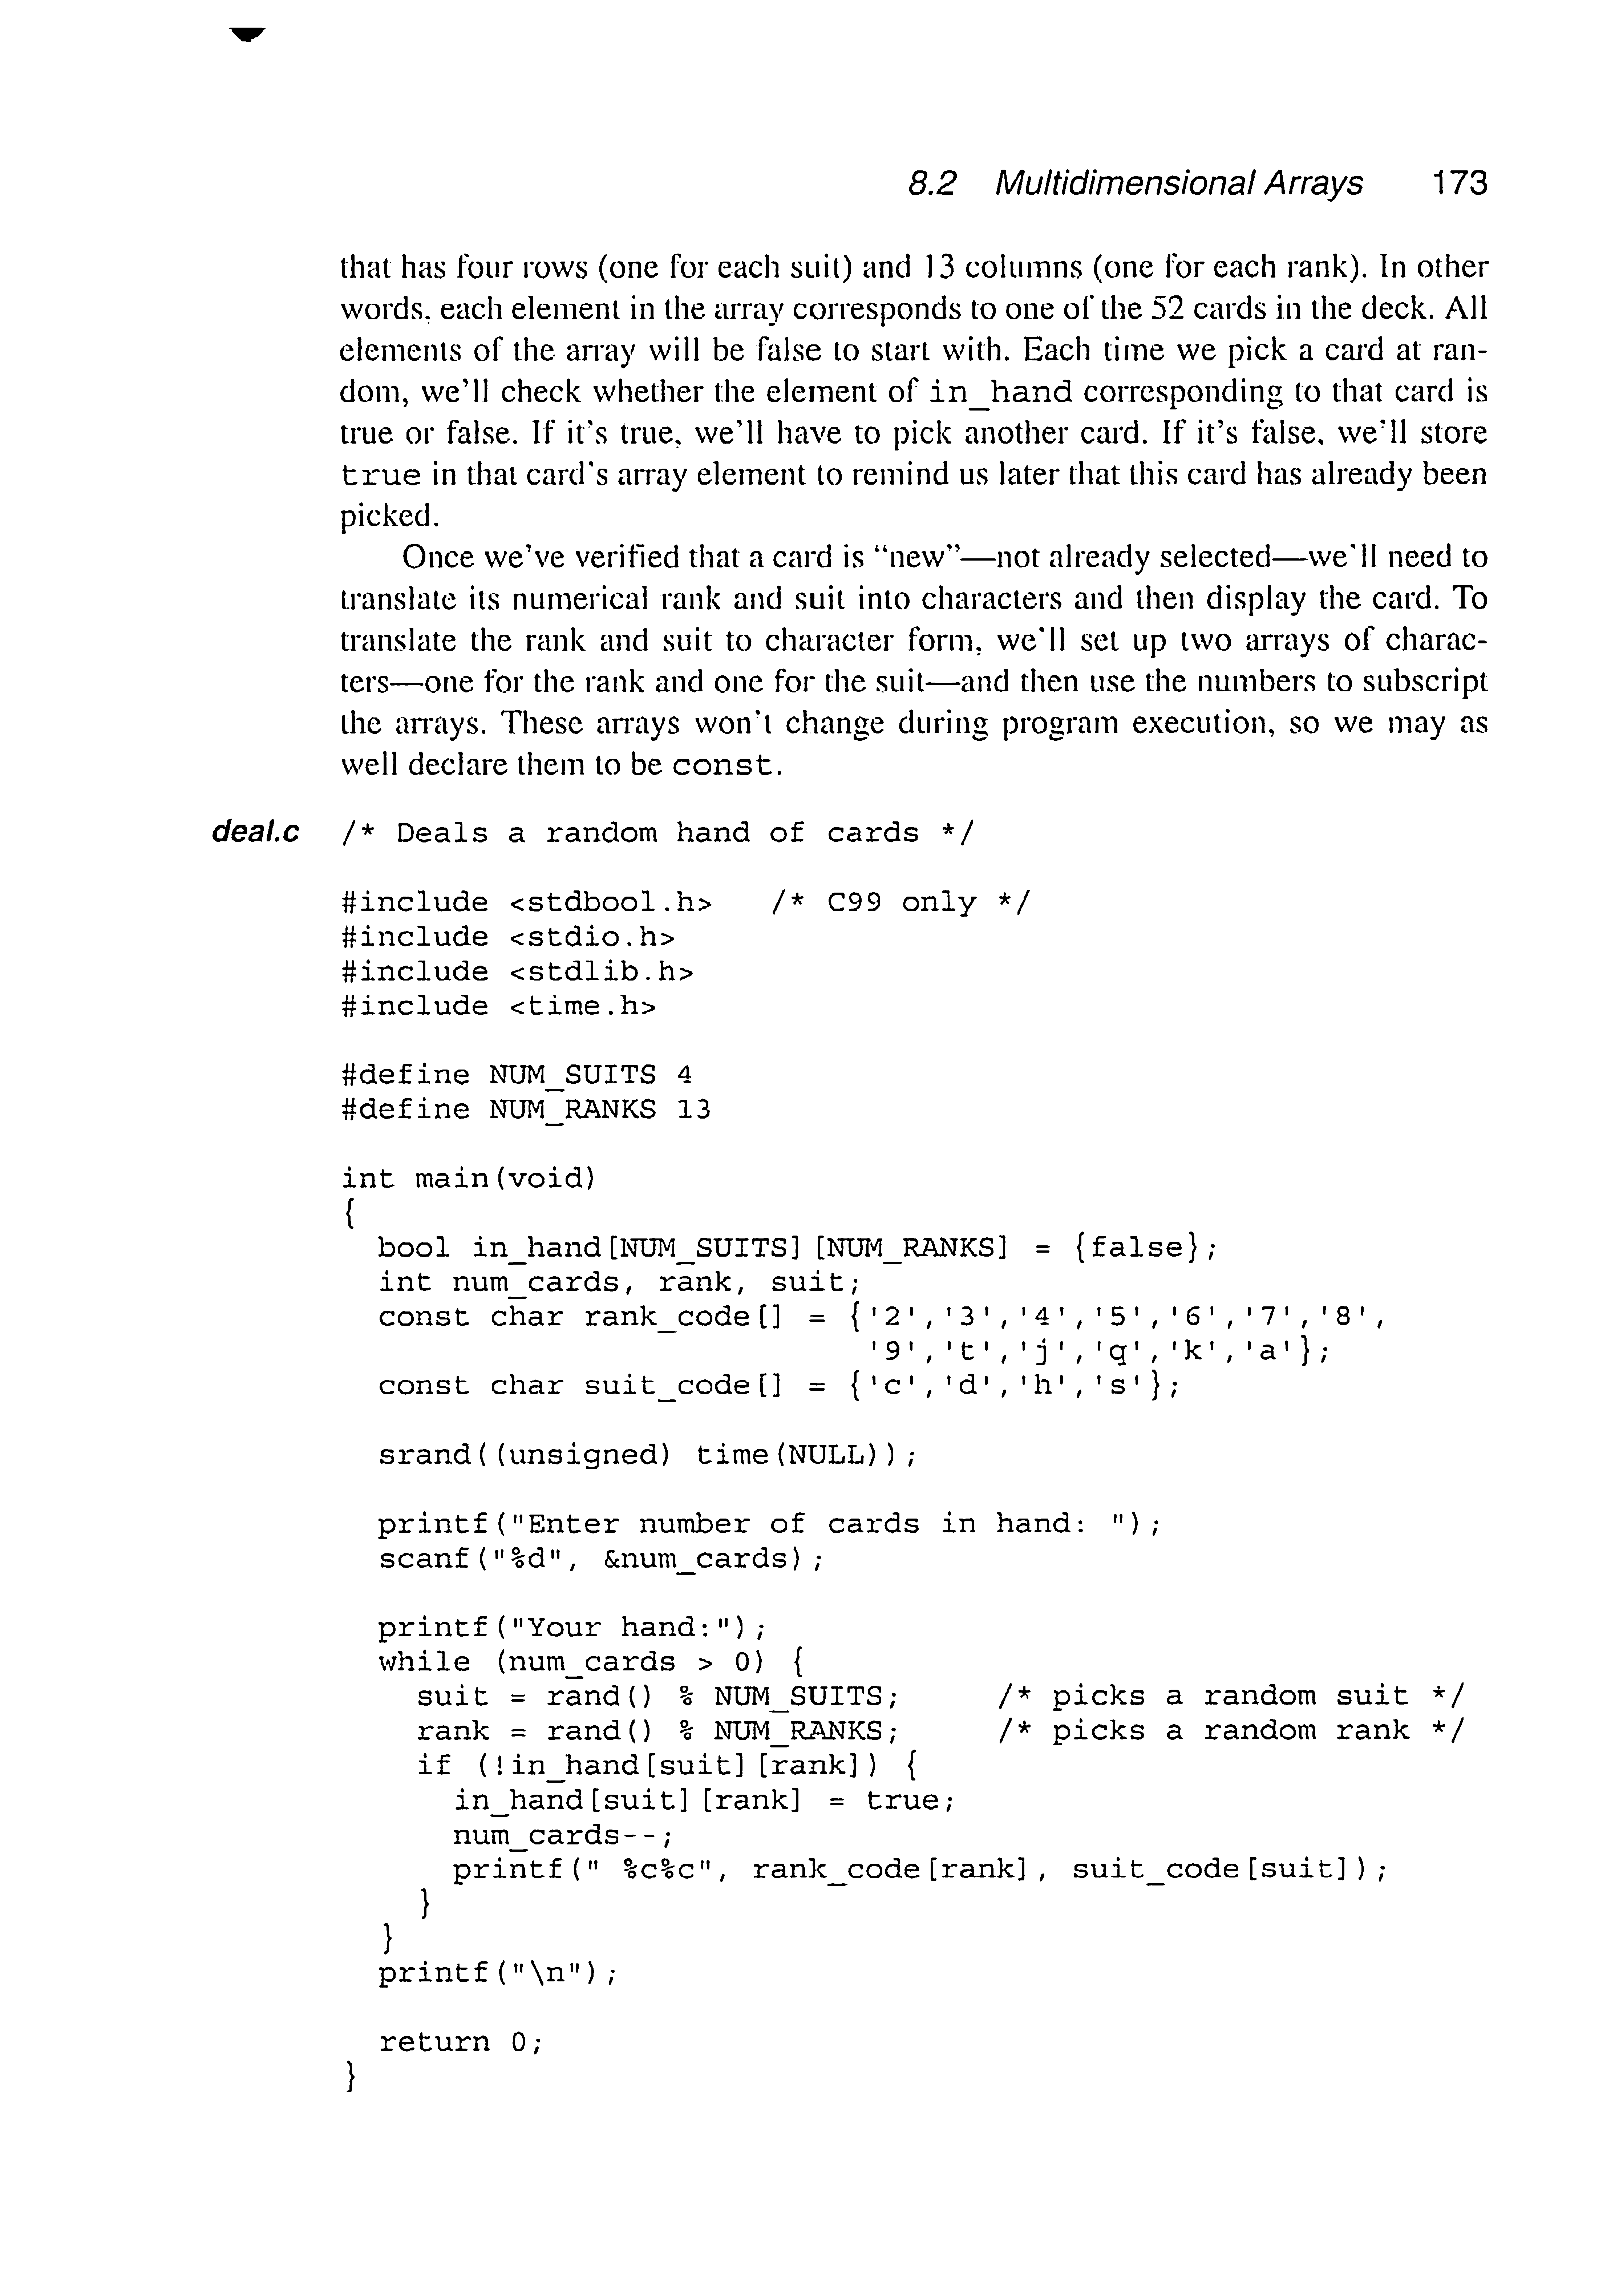 8.2 Multidimensional Arrays 173
that has four rows (one for each suit) and 13 columns (one for each rank). In other
words, each element in the array corresponds to one of the 52 cards in the deck. All
elements of the array will be false to start with. Each time we pick a card at ran-
dom, we'll check whether the element of in_hand corresponding to that card is
true or false. If it's true, we'll have to pick another card. If it's false, we'll store
true in that card's array element to remind us later that this card has already been
picked.
Once we've verified that a card is “new”—not already selected—we'll need to
translate its numerical rank and suit into characters and then display the card. To
translate the rank and suit to character form, we'll set up two arrays of charac-
ters—one for the rank and one for the suit—and then use the numbers to subscript
the arrays. These arrays won't change during program execution, so we may as
well declare them to be const.
deal.c /* Deals a random hand of cards */
#include <stdbool.h>   /* C99 only */
#include <stdio.h>
#include <stdlib.h>
#include <time.h>
#define NUM_SUITS 4
#define NUM_RANKS 13
int main(void)
{
  bool in_hand[NUM_SUITS][NUM_RANKS] = {false};
  int num_cards, rank, suit;
  const char rank_code[] = {'2','3','4','5','6','7','8',
                            '9','t','j','q','k','a'};
  const char suit_code[] = {'c','d','h','s'};
  srand((unsigned) time(NULL));
  printf("Enter number of cards in hand: ");
  scanf("%d", &num_cards);
  printf("Your hand:");
  while (num_cards > 0) {
    suit = rand() % NUM_SUITS;     /* picks a random suit */
    rank = rand() % NUM_RANKS;     /* picks a random rank */
    if (!in_hand[suit][rank]) {
      in_hand[suit][rank] = true;
      num_cards--;
      printf(" %c%c", rank_code[rank], suit_code[suit]);
    }
  }
  printf("\n");
  return 0;
}